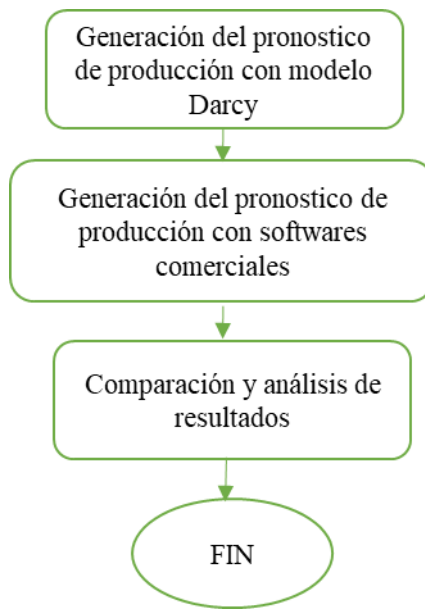 Generación del pronostico
de producción con modelo
Darcy
Generación del pronostico de
producción con softwares
comerciales
Comparación y análisis de
resultados
FIN